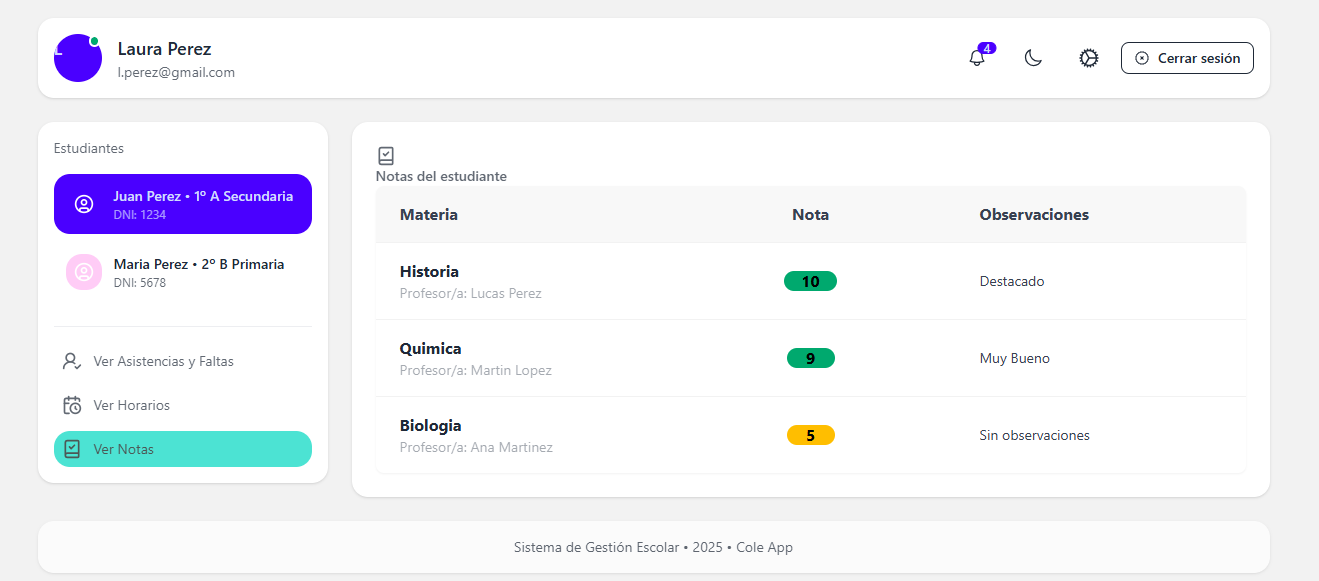 L
Laura Perez
l.perez@gmail.com
4
Cerrar sesión
Estudiantes
Juan Perez • 1º A Secundaria
DNI: 1234
Maria Perez • 2º B Primaria
DNI: 5678
Ver Asistencias y Faltas
Ver Horarios
Ver Notas
Notas del estudiante
Materia Nota Observaciones
Historia
Profesor/a: Lucas Perez
10
Destacado
Quimica
Profesor/a: Martin Lopez
9
Muy Bueno
Biologia
Profesor/a: Ana Martinez
5
Sin observaciones
Sistema de Gestión Escolar • 2025 • Cole App